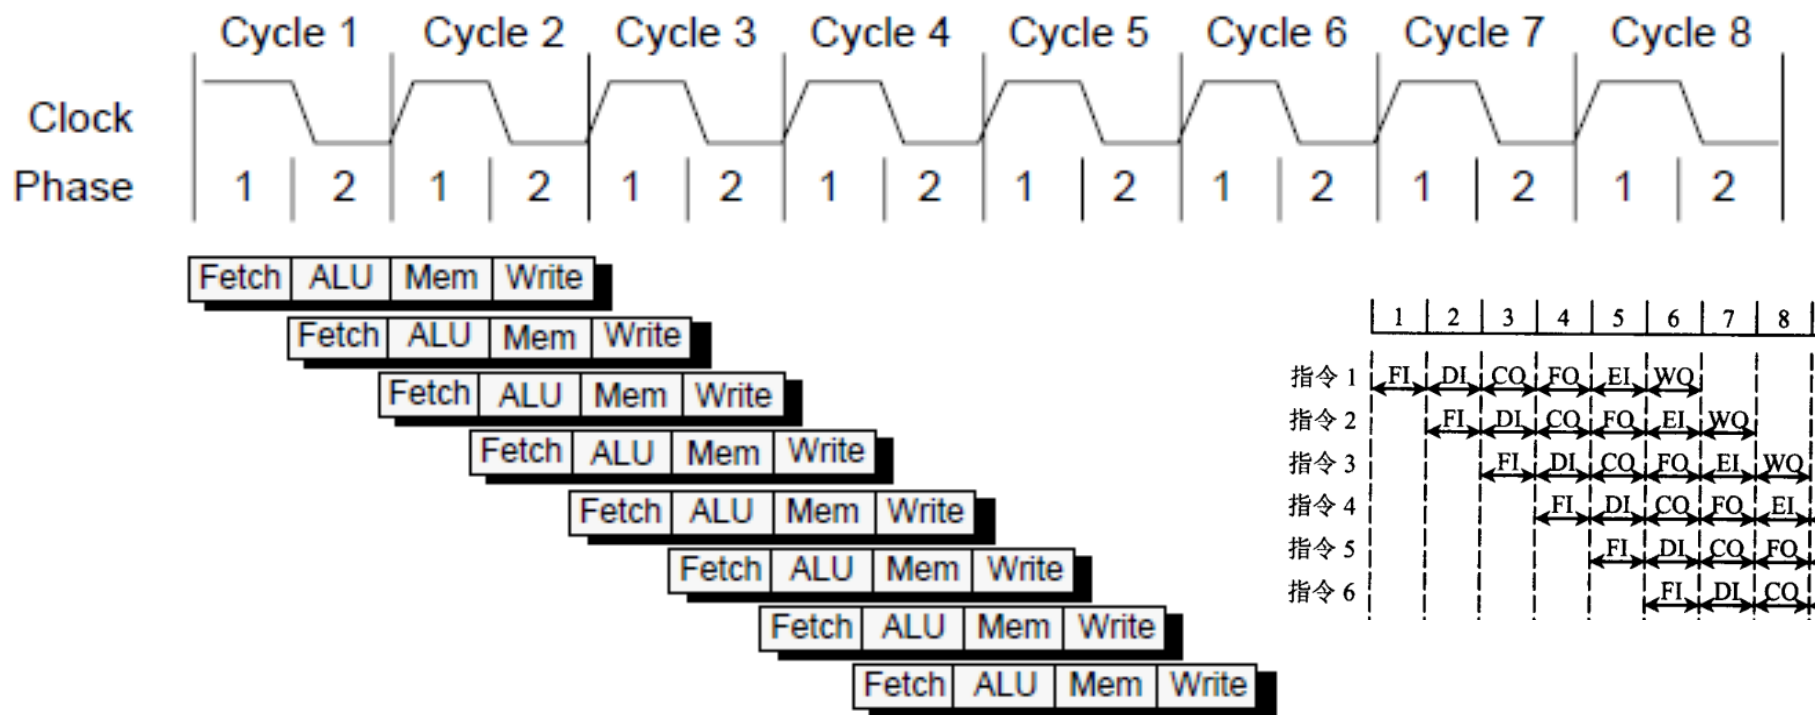 Cycle 1 Cycle 2 Cycle 3 Cycle 4 Cycle 5 Cycle 6 Cycle 7 Cycle 8
Clock
Phase 1 2 1 2 1 2 1 2 1 2 1 2 1 2 1 2
Fetch ALU Mem Write
Fetch ALU Mem Write
Fetch ALU Mem Write
Fetch ALU Mem Write
Fetch ALU Mem Write
Fetch ALU Mem Write
Fetch ALU Mem Write
Fetch ALU Mem Write
1 2 3 4 5 6 7 8
指令 1 FI DI CO FO EI WO
指令 2 FI DI CO FO EI WO
指令 3 FI DI CO FO EI WO
指令 4 FI DI CO FO EI
指令 5 FI DI CO FO
指令 6 FI DI CO